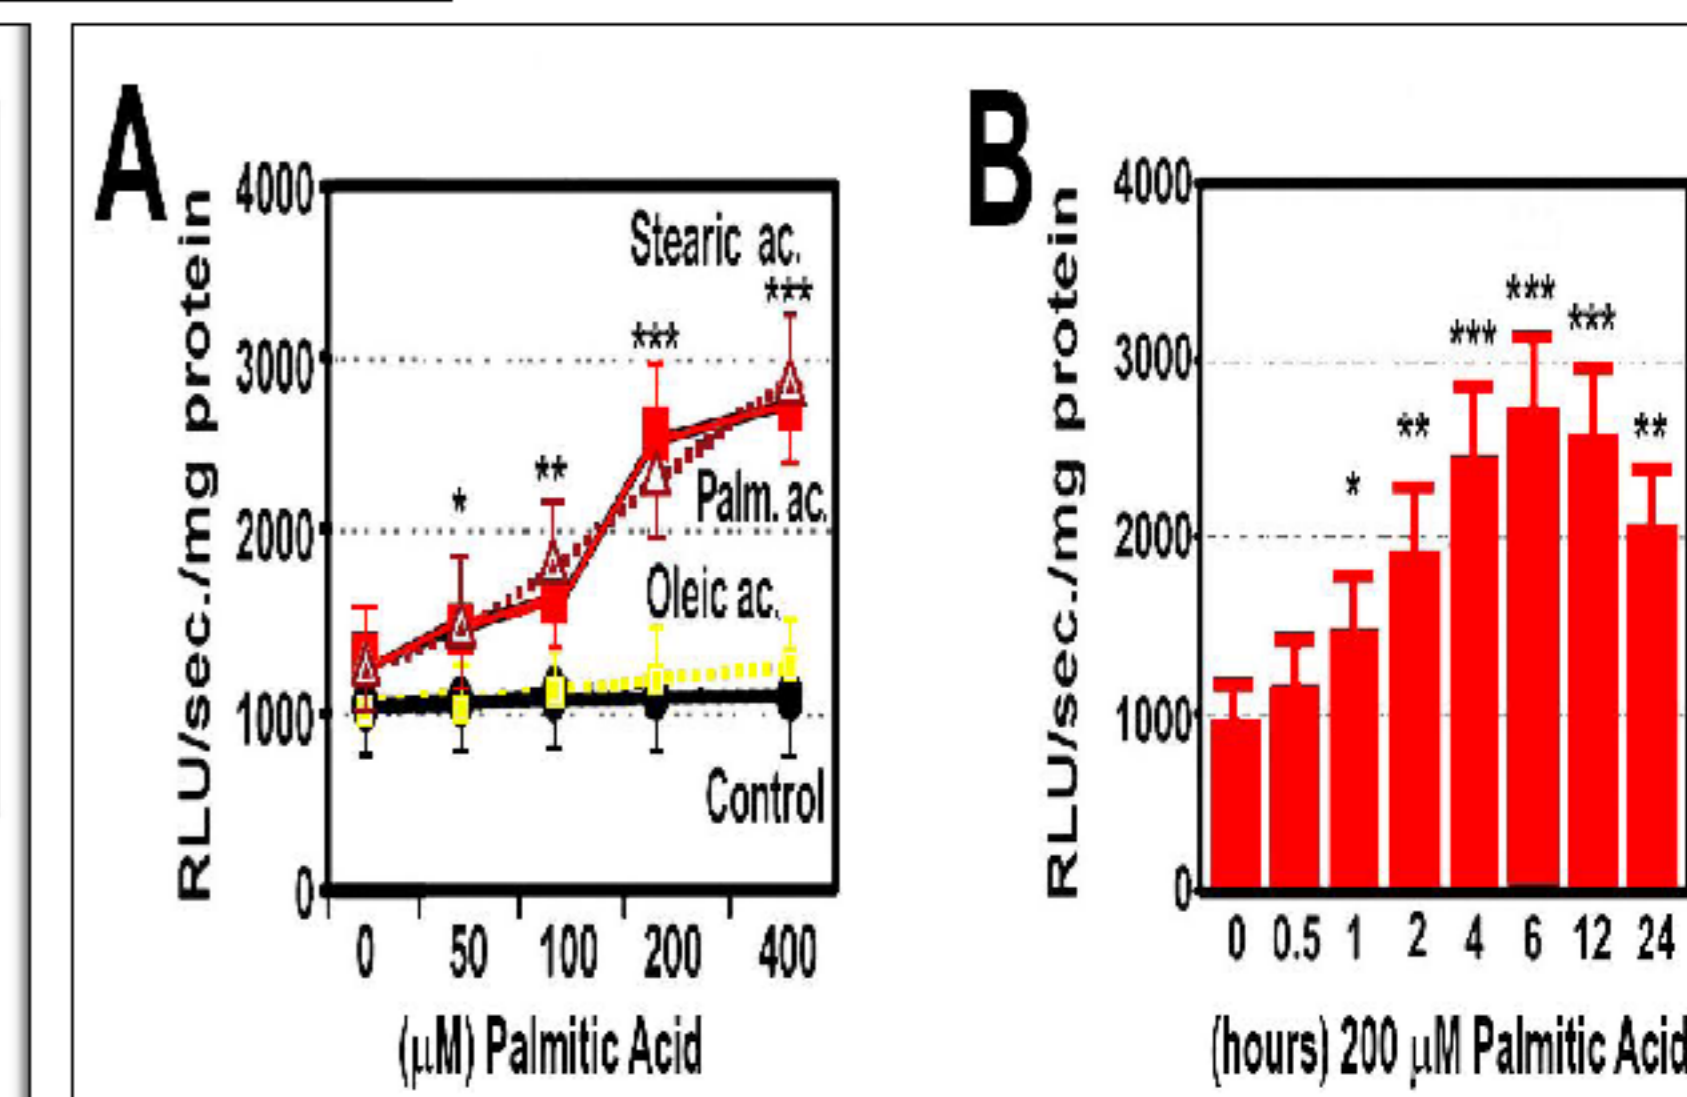 A
RLU/sec./mg protein
4000
3000
2000
1000
0
Stearic ac.
***
***
**
*
Palm. ac.
Oleic ac.
Control
0 50 100 200 400
(μM) Palmitic Acid
B
RLU/sec./mg protein
4000
3000
2000
1000
0
***
***
***
**
**
*
0 0.5 1 2 4 6 12 24
(hours) 200 μM Palmitic Acid